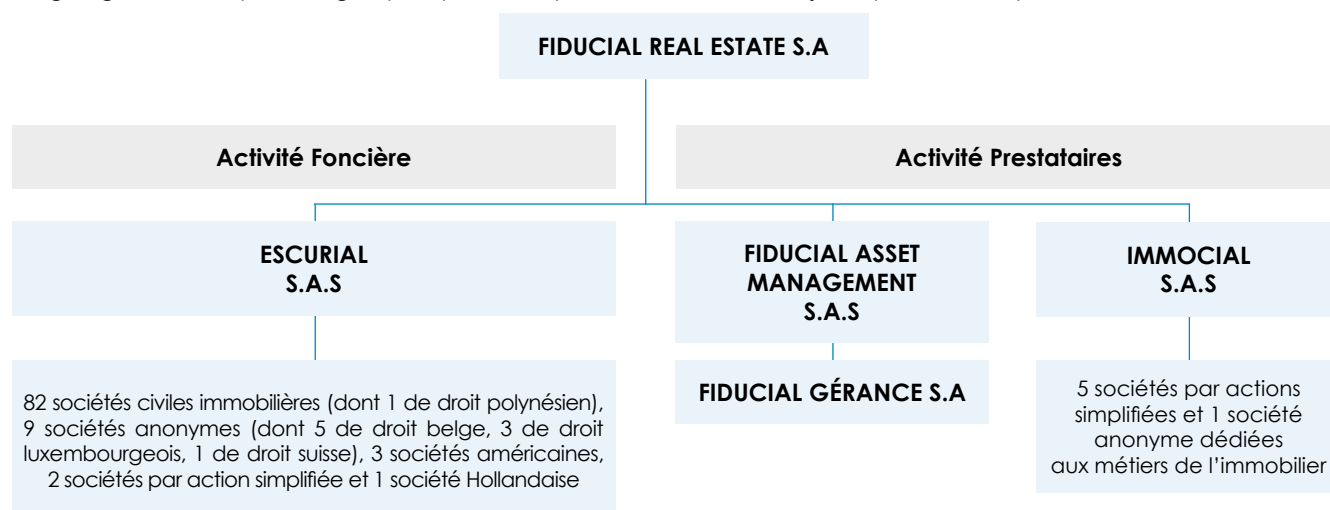 FIDUCIAL REAL ESTATE S.A
Activité Foncière
Activité Prestataires
ESCURIAL
S.A.S
FIDUCIAL ASSET
MANAGEMENT
S.A.S
IMMOCIAL
S.A.S
82 sociétés civiles immobilières (dont 1 de droit polynésien),
9 sociétés anonymes (dont 5 de droit belge, 3 de droit
luxembourgeois, 1 de droit suisse), 3 sociétés américaines,
2 sociétés par action simplifiée et 1 société Hollandaise
FIDUCIAL GÉRANCE S.A
5 sociétés par actions
simplifiées et 1 société
anonyme dédiées
aux métiers de l'immobilier